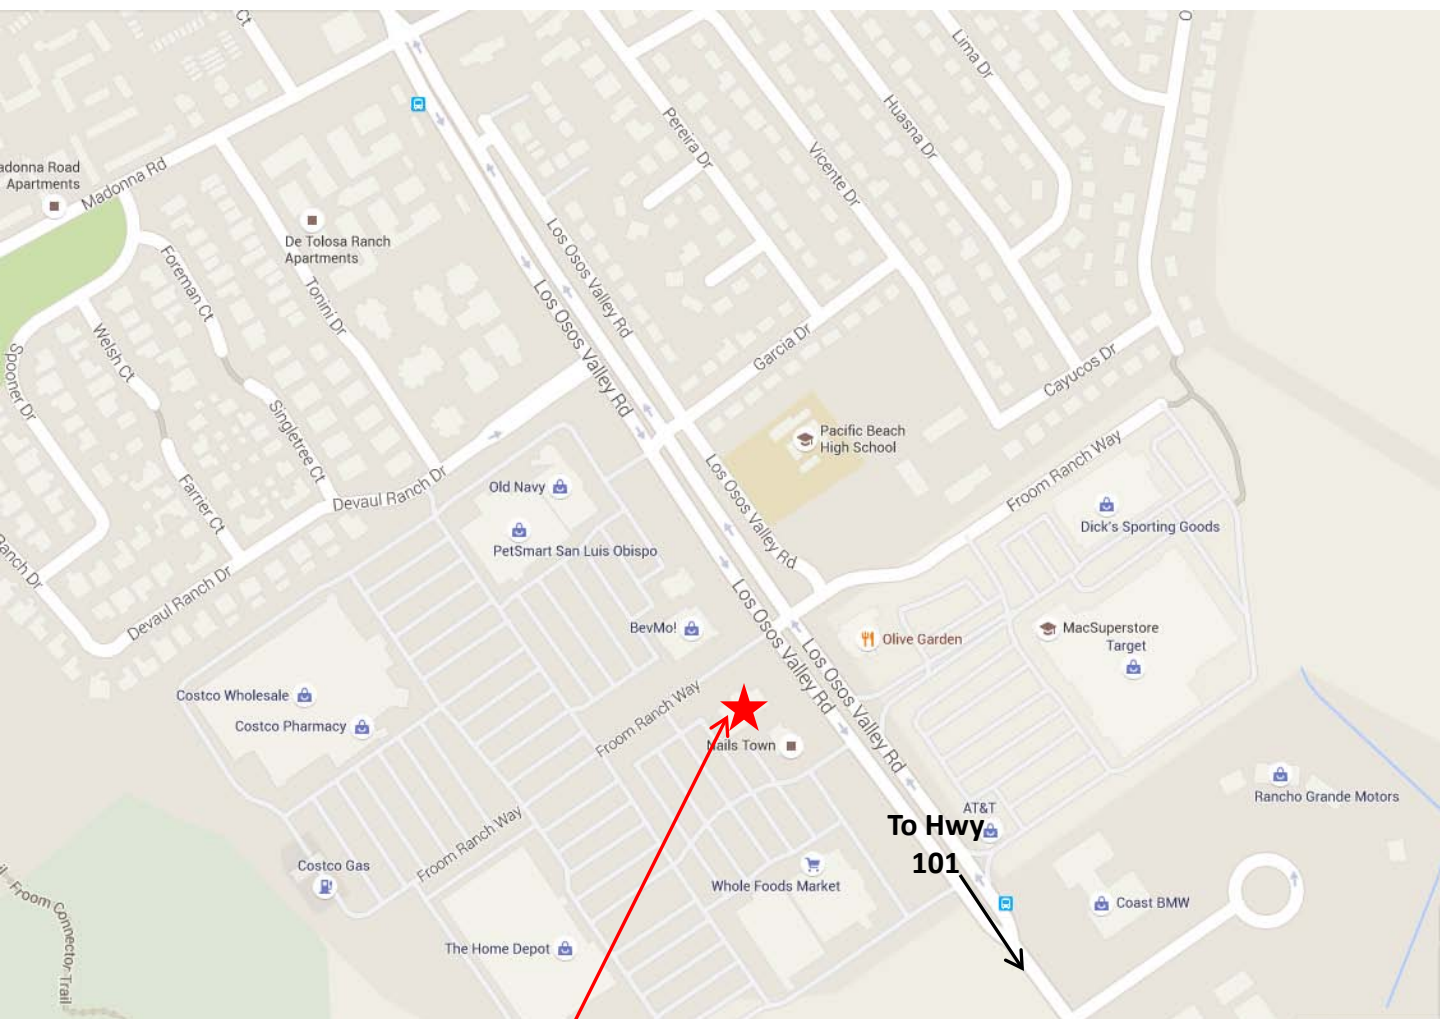 Ct
Lima Dr
Huasna Dr
Pereira Dr
Vicente Dr
adonna Road
Apartments
Madonna Rd
De Tolosa Ranch
Apartments
Foreman Ct
Tonini Dr
Los Osos Valley Rd
Los Osos Valley Rd
Welsh Ct
Spooner Dr
Garcia Dr
Cayucos Dr
Singletree Ct
Pacific Beach
High School
Froom Ranch Way
Los Osos Valley Rd
Devaul Ranch Dr
Farrier Ct
Old Navy
PetSmart San Luis Obispo
Dick's Sporting Goods
Ranch Dr
Devaul Ranch Dr
Los Osos Valley Rd
BevMo!
Olive Garden
MacSuperstore
Target
Los Osos Valley Rd
Costco Wholesale
Costco Pharmacy
Froom Ranch Way
Nails Town
Rancho Grande Motors
AT&T
To Hwy
101
Froom Ranch Way
Costco Gas
Whole Foods Market
Coast BMW
Froom Connector Trail
The Home Depot